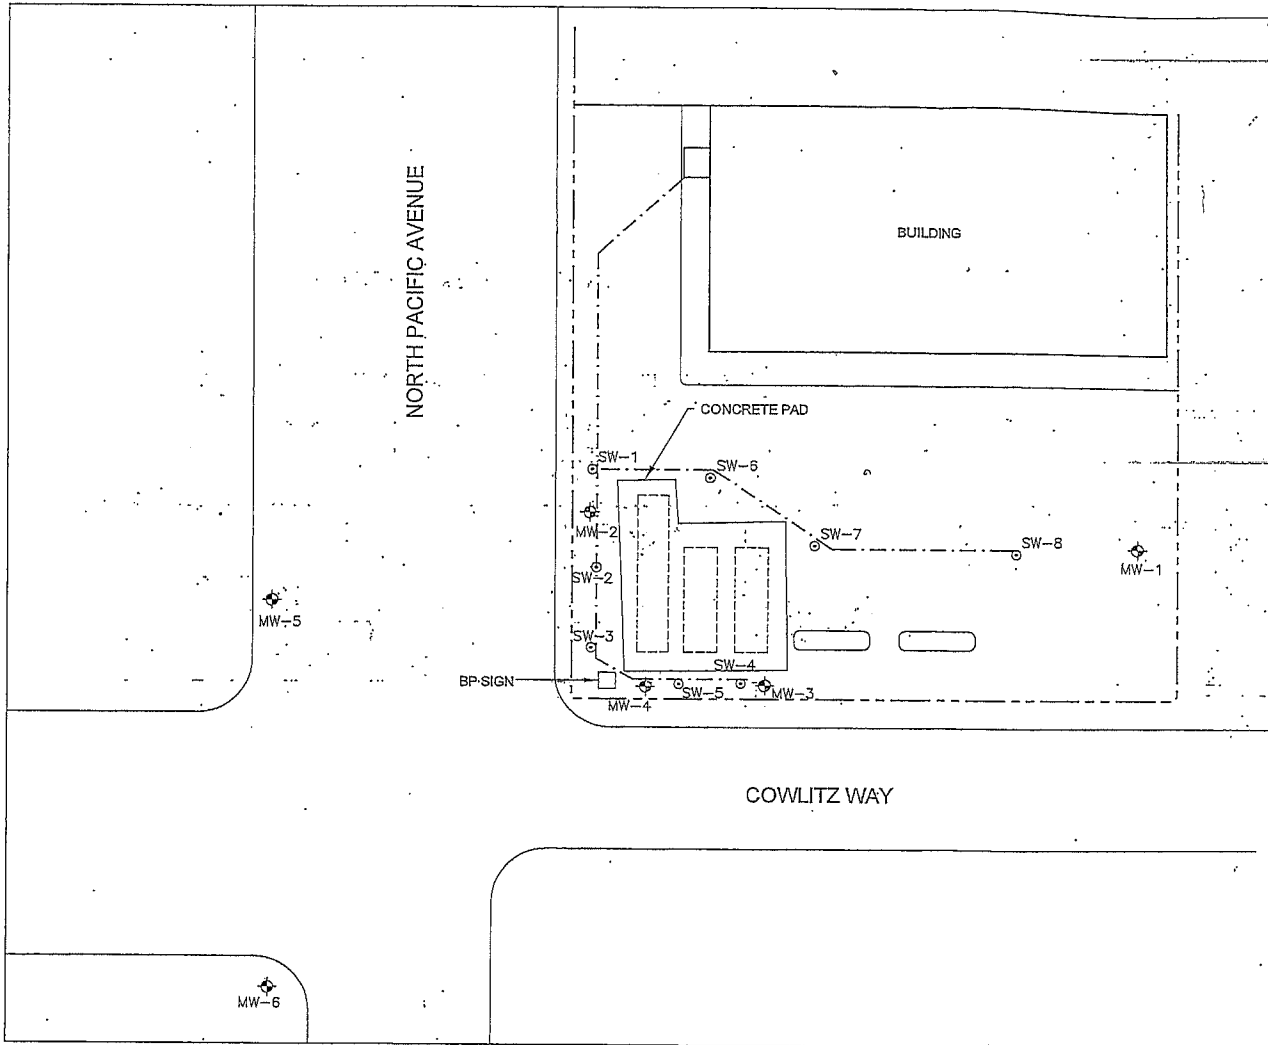 NORTH PACIFIC AVENUE
BUILDING
CONCRETE PAD
SW-1
SW-6
MW-2
SW-7
SW-8
MW-1
SW-2
MW-5
SW-3
SW-4
BP SIGN
SW-5
MW-3
MW-4
COWLITZ WAY
MW-6